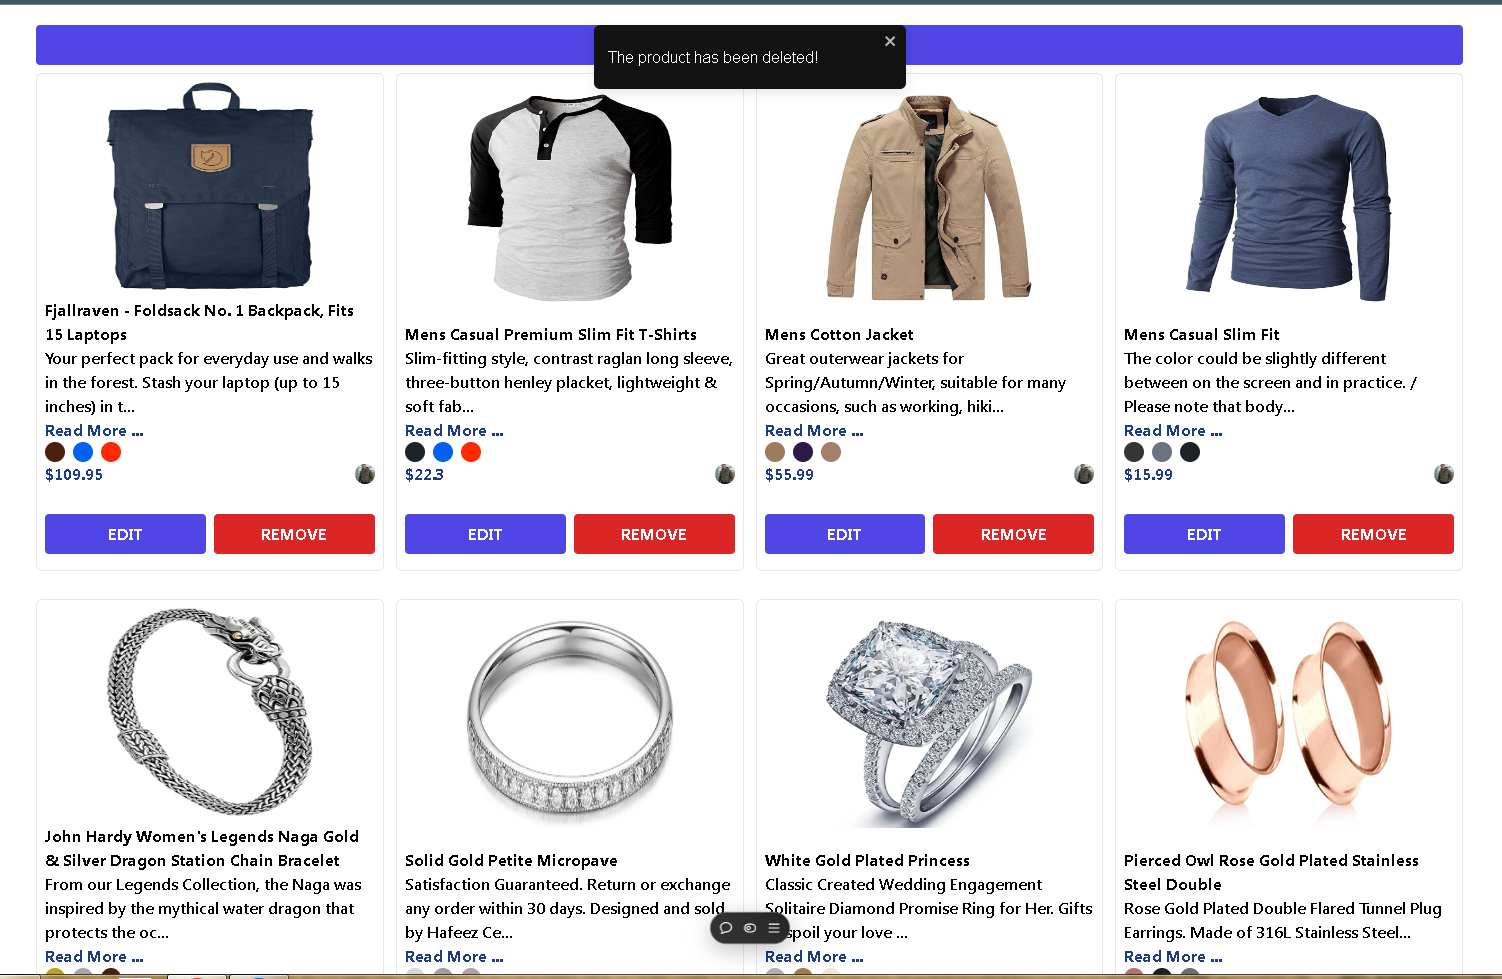 The product has been deleted!
Fjallraven - Foldsack No. 1 Backpack, Fits
15 Laptops
Your perfect pack for everyday use and walks
in the forest. Stash your laptop (up to 15
inches) in t...
Read More ...
$109.95
EDIT
REMOVE
Mens Casual Premium Slim Fit T-Shirts
Slim-fitting style, contrast raglan long sleeve,
three-button henley placket, lightweight &
soft fab...
Read More ...
$22.3
EDIT
REMOVE
Mens Cotton Jacket
Great outerwear jackets for
Spring/Autumn/Winter, suitable for many
occasions, such as working, hiki...
Read More ...
$55.99
EDIT
REMOVE
Mens Casual Slim Fit
The color could be slightly different
between on the screen and in practice. /
Please note that body...
Read More ...
$15.99
EDIT
REMOVE
John Hardy Women's Legends Naga Gold
& Silver Dragon Station Chain Bracelet
From our Legends Collection, the Naga was
inspired by the mythical water dragon that
protects the oc...
Read More ...
Solid Gold Petite Micropave
Satisfaction Guaranteed. Return or exchange
any order within 30 days. Designed and sold
by Hafeez Ce...
Read More ...
White Gold Plated Princess
Classic Created Wedding Engagement
Solitaire Diamond Promise Ring for Her. Gifts
spoil your love ...
Read More ...
Pierced Owl Rose Gold Plated Stainless
Steel Double
Rose Gold Plated Double Flared Tunnel Plug
Earrings. Made of 316L Stainless Steel...
Read More ...